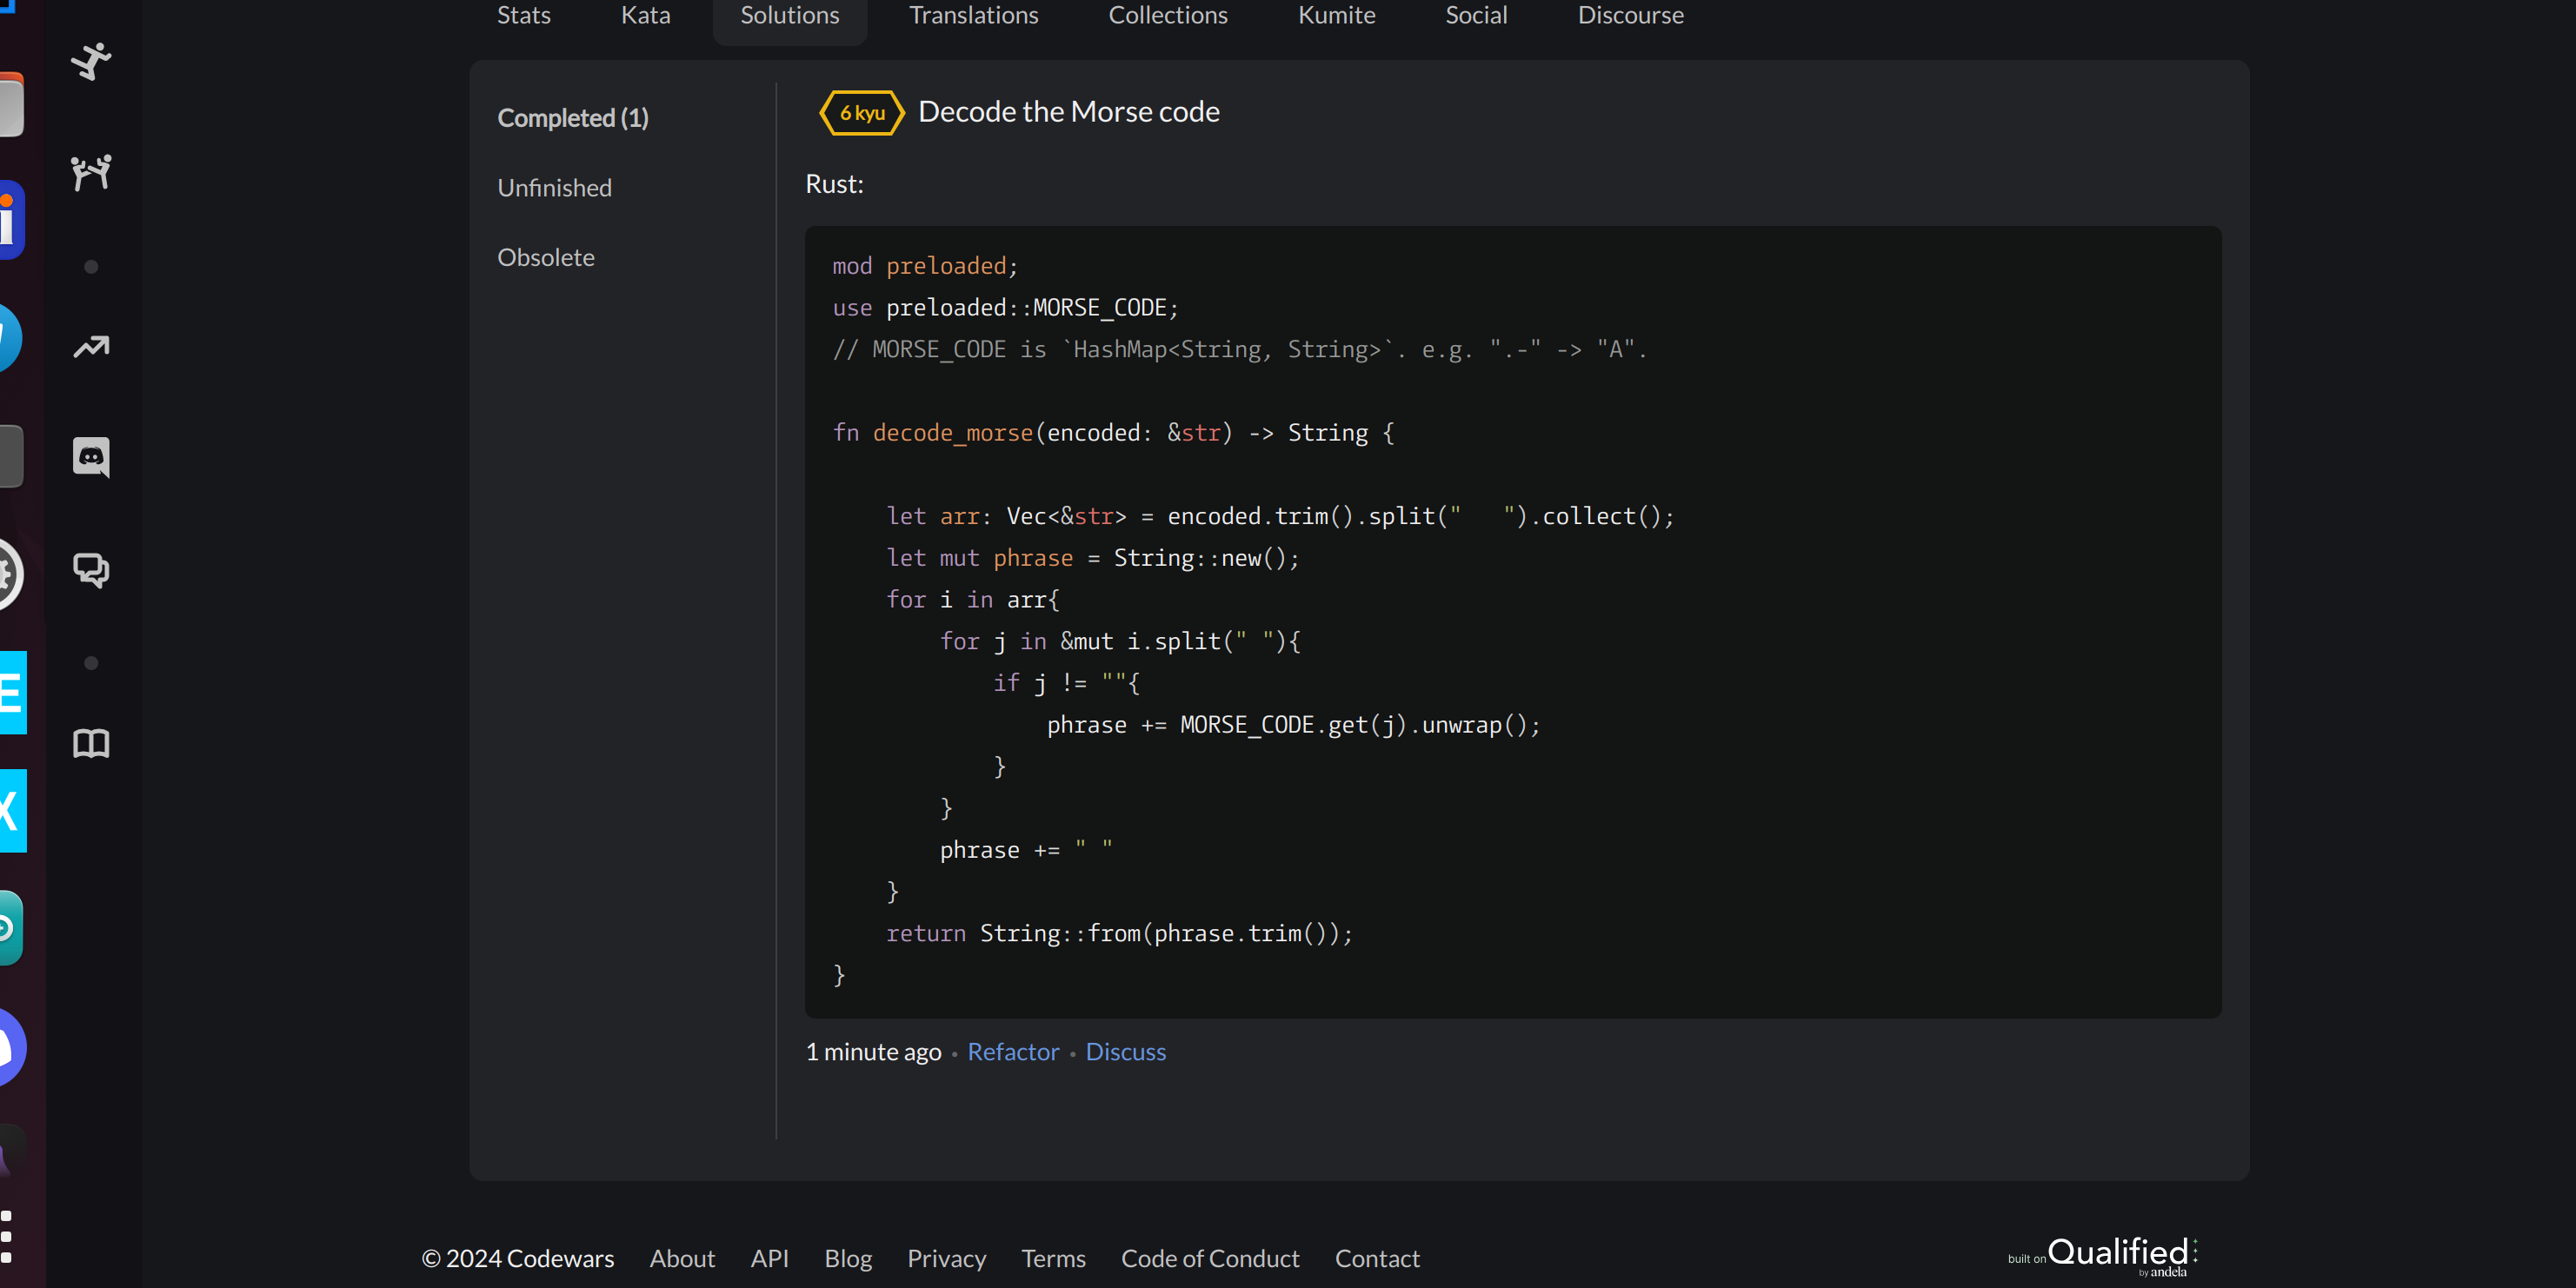 Stats Kata Solutions Translations Collections Kumite Social Discourse
Completed (1)
Unfinished
Obsolete
6 kyu Decode the Morse code
Rust:
mod preloaded;
use preloaded::MORSE_CODE;
// MORSE_CODE is `HashMap<String, String>`. e.g. ".-" -> "A".

fn decode_morse(encoded: &str) -> String {

    let arr: Vec<&str> = encoded.trim().split("   ").collect();
    let mut phrase = String::new();
    for i in arr{
        for j in &mut i.split(" "){
            if j != ""{
                phrase += MORSE_CODE.get(j).unwrap();
            }
        }
        phrase += " "
    }
    return String::from(phrase.trim());
}
1 minute ago • Refactor • Discuss
© 2024 Codewars About API Blog Privacy Terms Code of Conduct Contact
built on Qualified
by andela
i
E
X